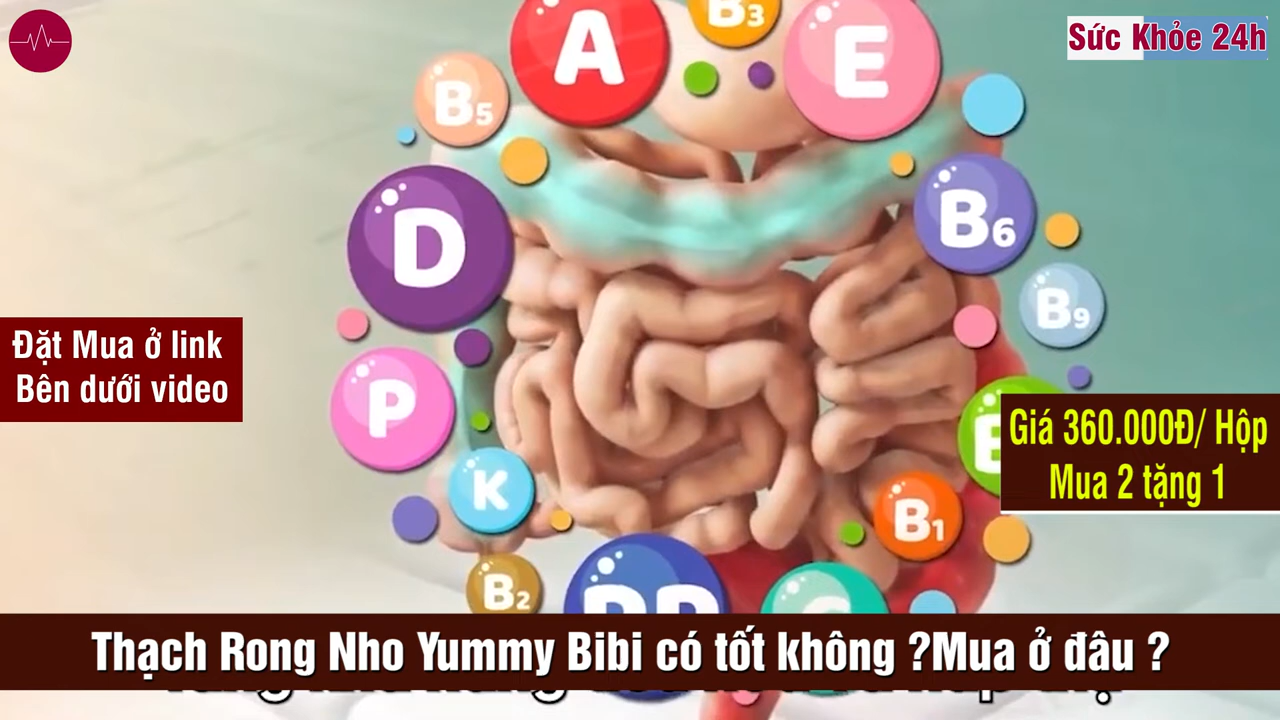 Sức Khỏe 24h
B3
A
E
B5
B6
D
B9
Đặt Mua ở link
Bên dưới video
P
Giá 360.000Đ/ Hộp
Mua 2 tặng 1
K
B1
B2
Thạch Rong Nho Yummy Bibi có tốt không ?Mua ở đâu ?